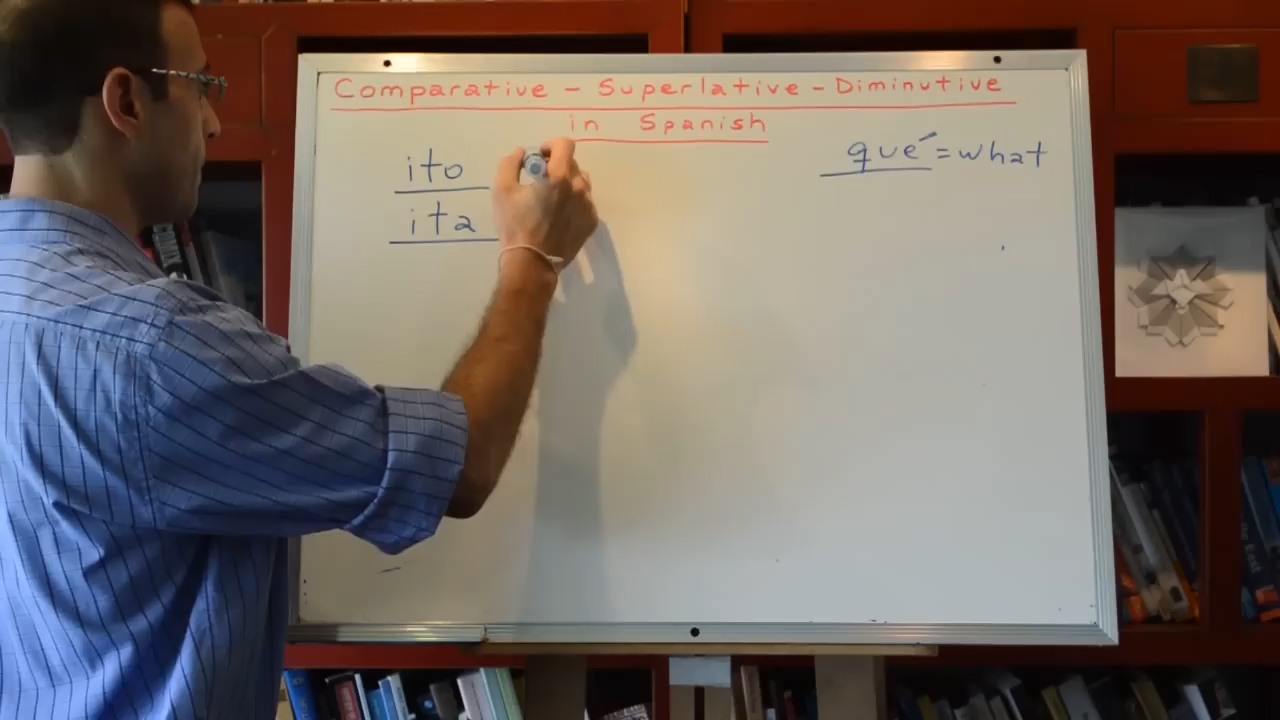 Comparative - Superlative - Diminutive
in Spanish
ito
ita
qué = what